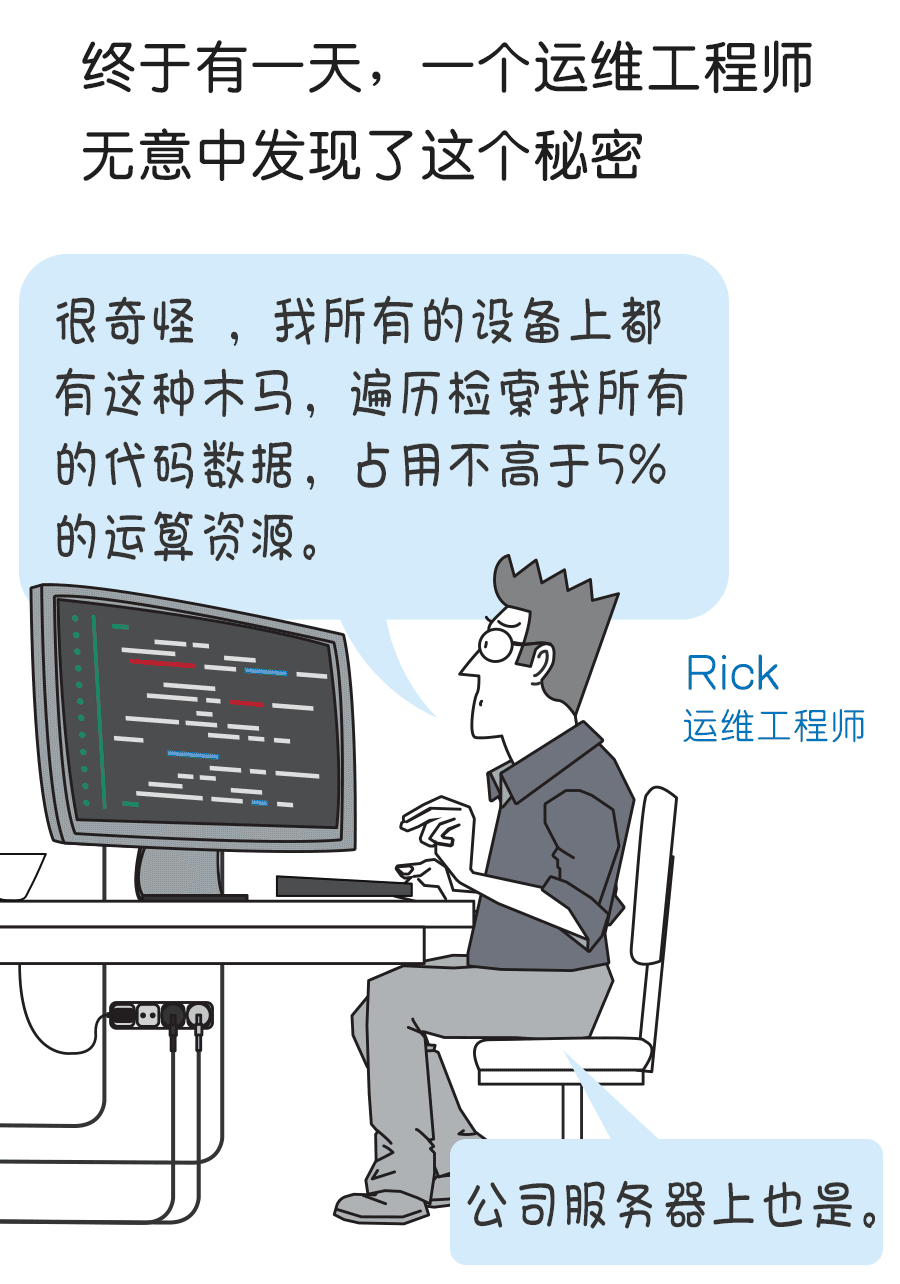 终于有一天，一个运维工程师
无意中发现了这个秘密
很奇怪 ，我所有的设备上都
有这种木马，遍历检索我所有
的代码数据，占用不高于5%
的运算资源。
Rick
运维工程师
公司服务器上也是。